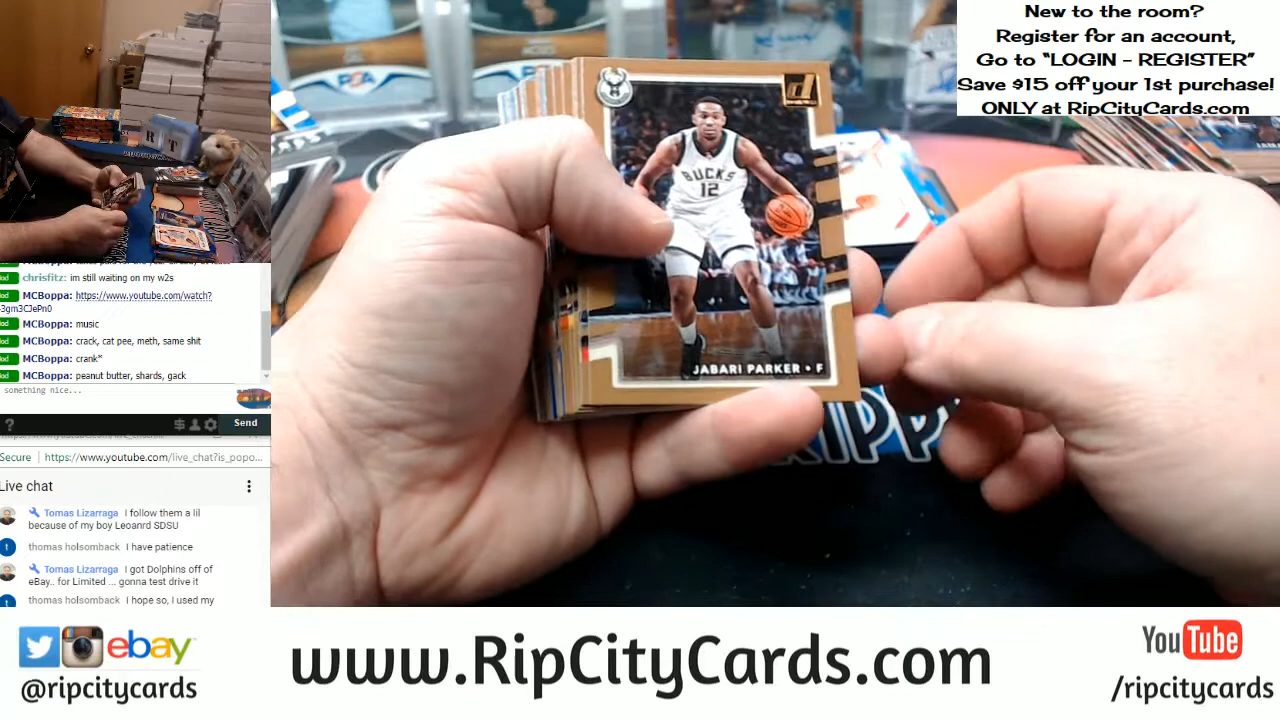 New to the room?
Register for an account,
Go to “LOGIN - REGISTER”
Save $15 off your 1st purchase!
ONLY at RipCityCards.com
BUCKS
12
JABARI PARKER • F
RIPP
R
T
chrisfitz: im still waiting on my w2s
MCBoppa: https://www.youtube.com/watch?
-3gm3CJePn0
MCBoppa: music
MCBoppa: crack, cat pee, meth, same shit
MCBoppa: crank*
MCBoppa: peanut butter, shards, gack
something nice...
? $ Send
Secure | https://www.youtube.com/live_chat?is_popo...
Live chat
Tomas Lizarraga I follow them a lil
because of my boy Leoanrd SDSU
thomas holsomback I have patience
Tomas Lizarraga I got Dolphins off of
eBay.. for Limited ... gonna test drive it
thomas holsomback I hope so, I used my
ebay
@ripcitycards
www.RipCityCards.com
YouTube
/ripcitycards